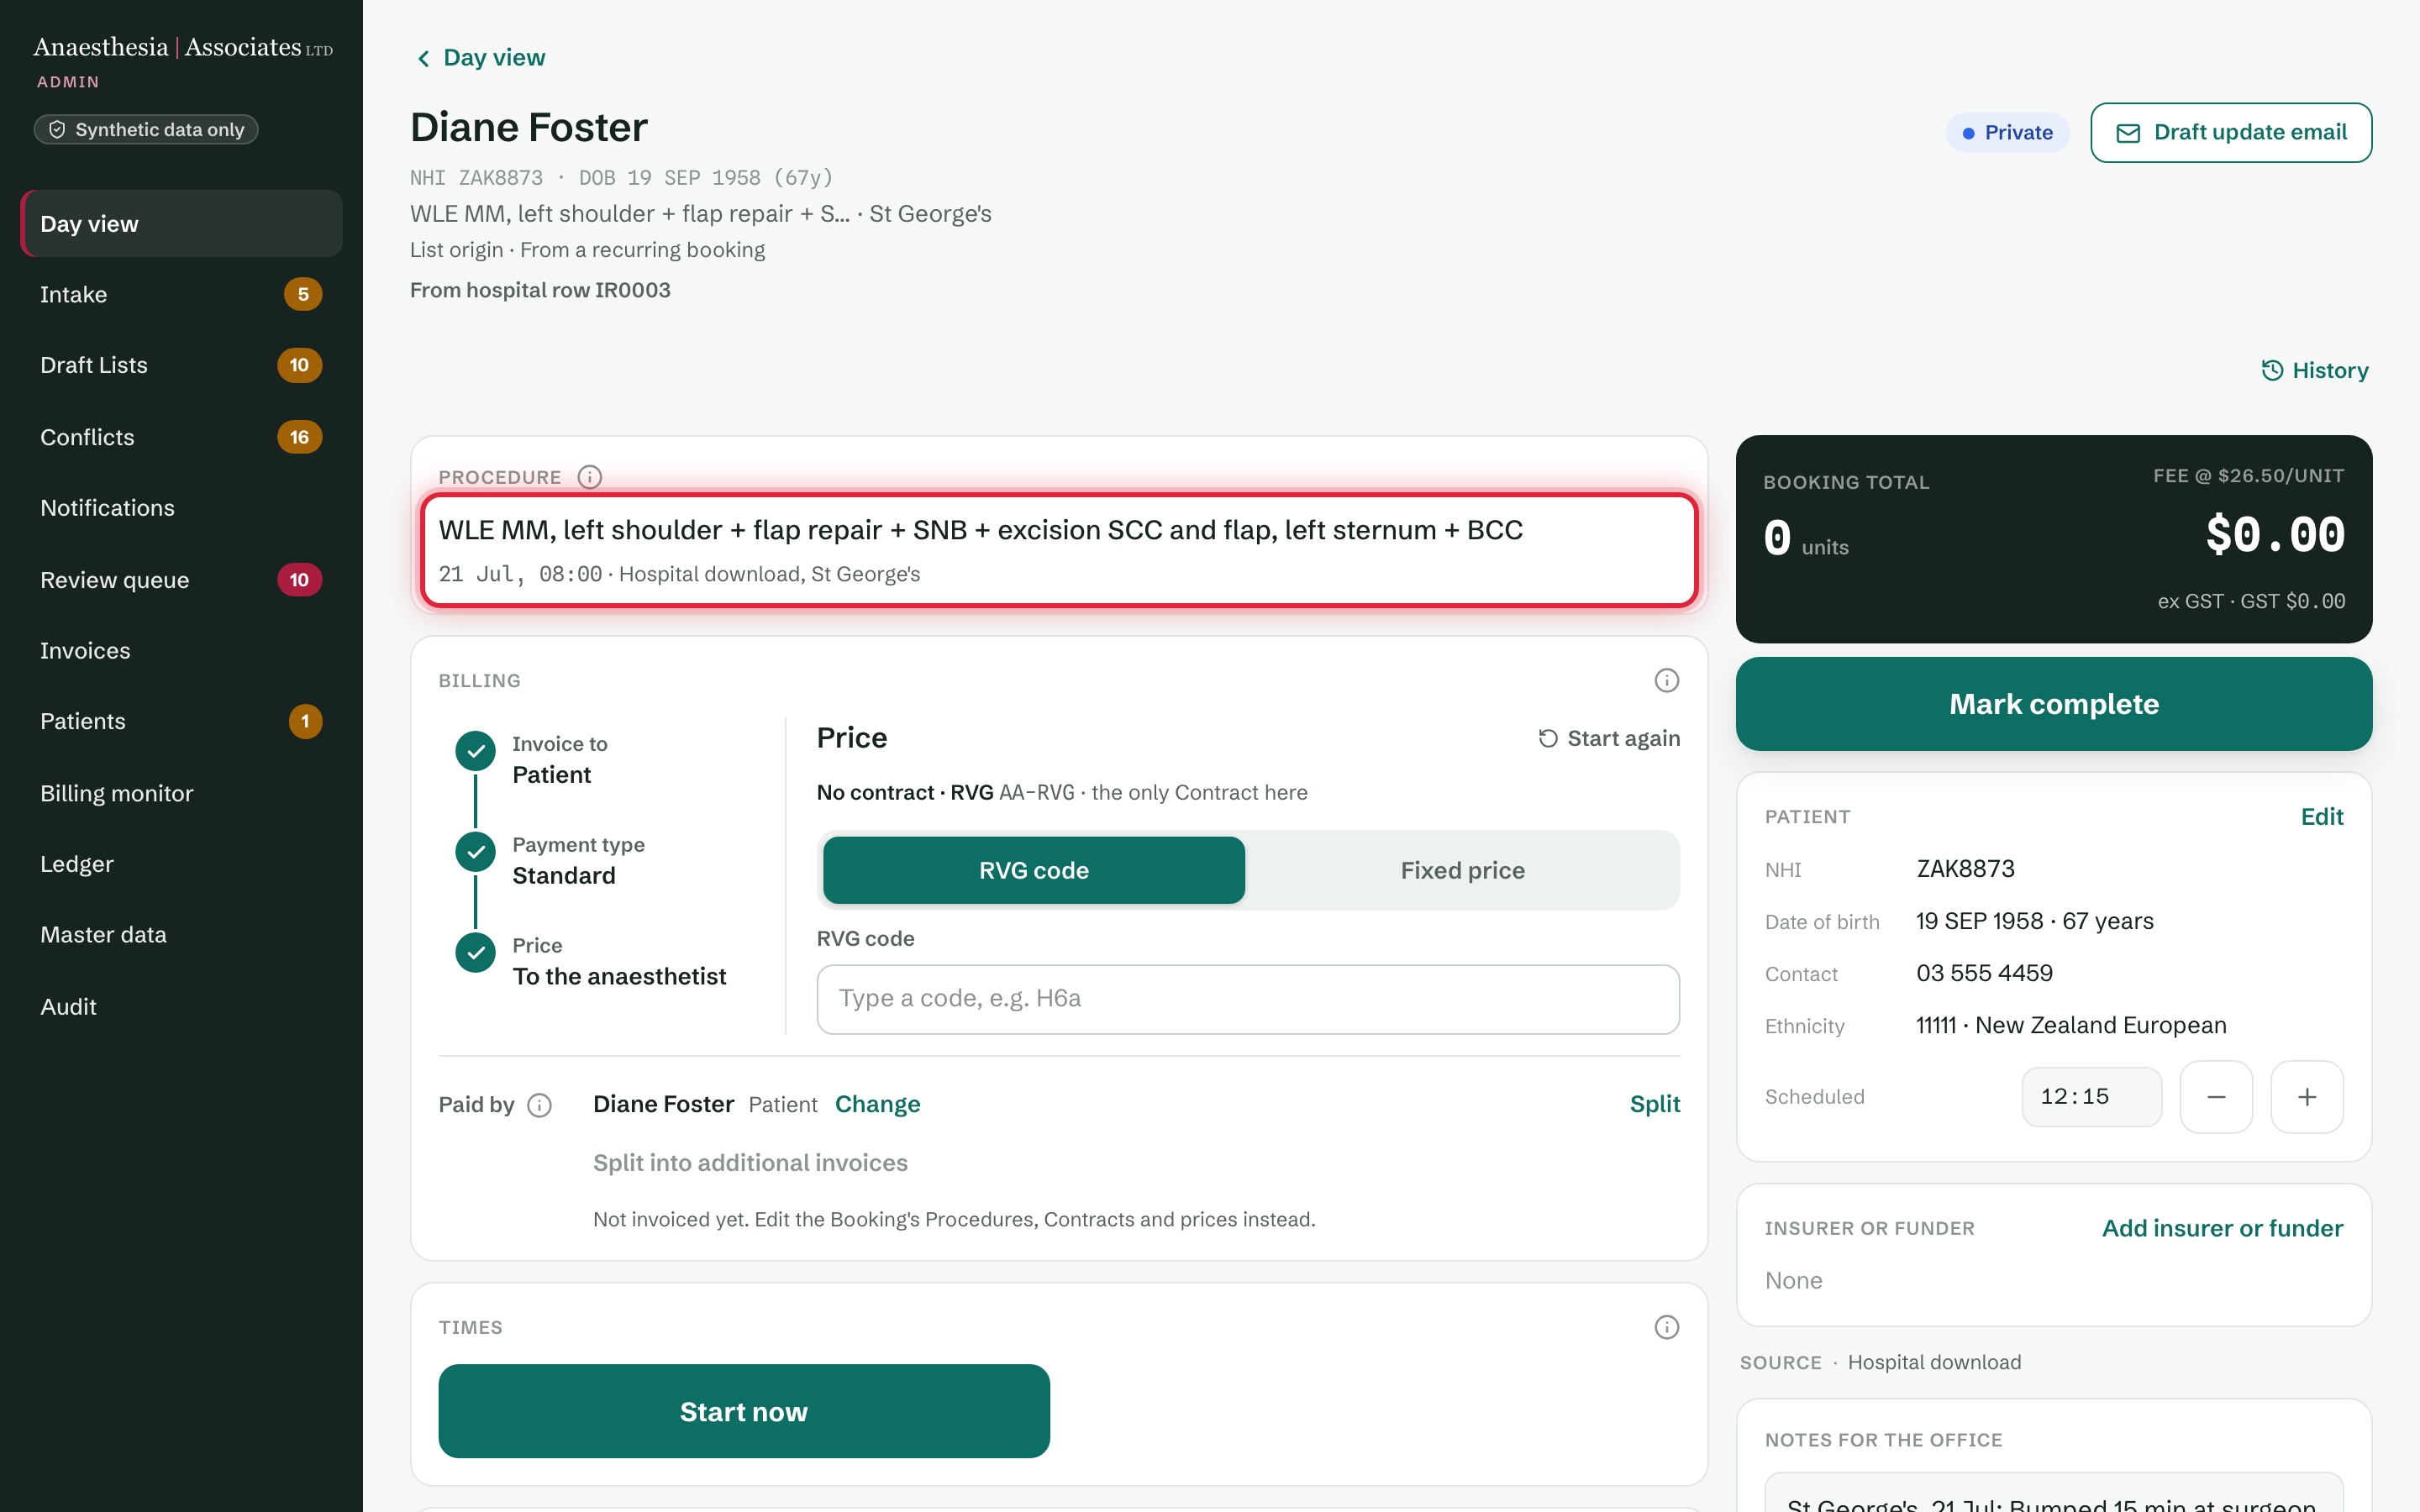 Anaesthesia | Associates LTD
ADMIN
Synthetic data only
Day view
Intake 5
Draft Lists 10
Conflicts 16
Notifications
Review queue 10
Invoices
Patients 1
Billing monitor
Ledger
Master data
Audit
Day view
Diane Foster
NHI ZAK8873 · DOB 19 SEP 1958 (67y)
WLE MM, left shoulder + flap repair + S... · St George's
List origin · From a recurring booking
From hospital row IR0003
Private
Draft update email
History
PROCEDURE
WLE MM, left shoulder + flap repair + SNB + excision SCC and flap, left sternum + BCC
21 Jul, 08:00 · Hospital download, St George's
BILLING
Invoice to
Patient
Payment type
Standard
Price
To the anaesthetist
Price
Start again
No contract · RVG AA-RVG · the only Contract here
RVG code
Fixed price
RVG code
Type a code, e.g. H6a
Paid by
Diane Foster Patient Change
Split
Split into additional invoices
Not invoiced yet. Edit the Booking's Procedures, Contracts and prices instead.
TIMES
Start now
BOOKING TOTAL
FEE @ $26.50/UNIT
0 units
$0.00
ex GST · GST $0.00
Mark complete
PATIENT
Edit
NHI ZAK8873
Date of birth 19 SEP 1958 · 67 years
Contact 03 555 4459
Ethnicity 11111 · New Zealand European
Scheduled 12:15 − +
INSURER OR FUNDER
Add insurer or funder
None
SOURCE · Hospital download
NOTES FOR THE OFFICE
St George's, 21 Jul: Bumped 15 min at surgeon